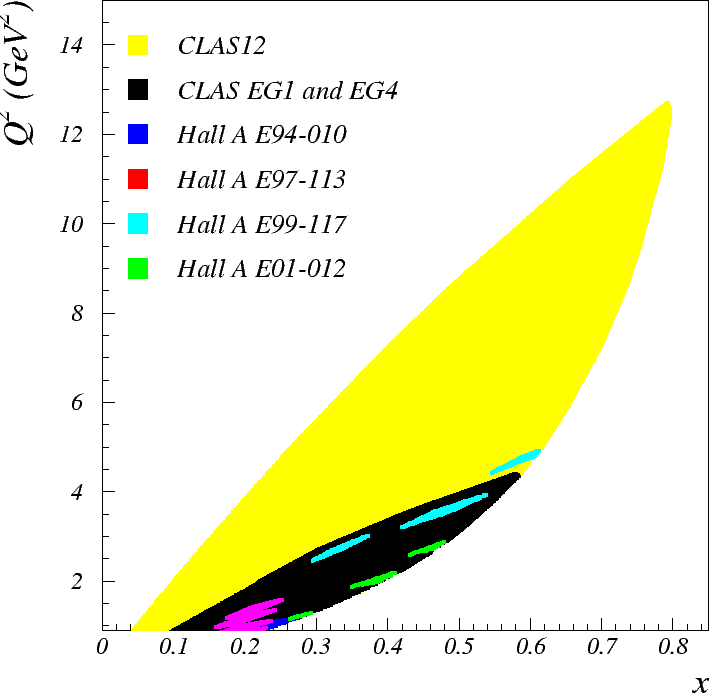 Q² (GeV²)
14
12
10
8
6
4
2
CLAS12
CLAS EG1 and EG4
Hall A E94-010
Hall A E97-113
Hall A E99-117
Hall A E01-012
0 0.1 0.2 0.3 0.4 0.5 0.6 0.7 0.8
x